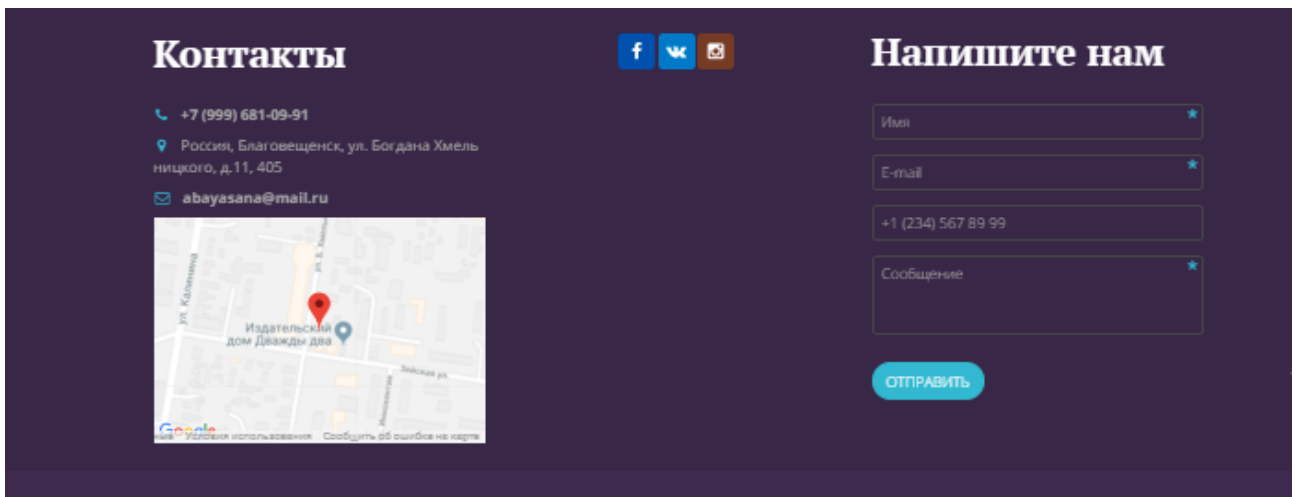 Контакты
+7 (999) 681-09-91
Россия, Благовещенск, ул. Богдана Хмель
ницкого, д.11, 405
abayasana@mail.ru
ул. Калинина
Издательский
дом Дважды два
Зейская ул.
Google
Условия использования Сообщить об ошибке на карте
Напишите нам
Имя *
E-mail *
+1 (234) 567 89 99
Сообщение *
ОТПРАВИТЬ